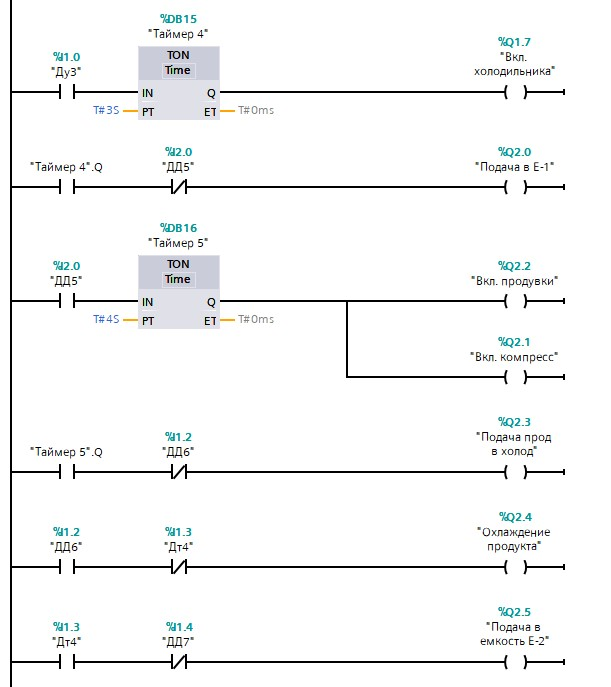 %DB15
"Таймер 4"
%I1.0
"Ду3"
TON
Time
%Q1.7
"Вкл.
холодильника"
IN
Q
T#3S
PT
ET
T#0ms
"Таймер 4".Q
%I2.0
"ДД5"
%Q2.0
"Подача в Е-1"
%DB16
"Таймер 5"
%I2.0
"ДД5"
TON
Time
%Q2.2
"Вкл. продувки"
IN
Q
T#4S
PT
ET
T#0ms
%Q2.1
"Вкл. компресс"
"Таймер 5".Q
%I1.2
"ДД6"
%Q2.3
"Подача прод
в холод"
%I1.2
"ДД6"
%I1.3
"Дт4"
%Q2.4
"Охлаждение
продукта"
%I1.3
"Дт4"
%I1.4
"ДД7"
%Q2.5
"Подача в
емкость Е-2"